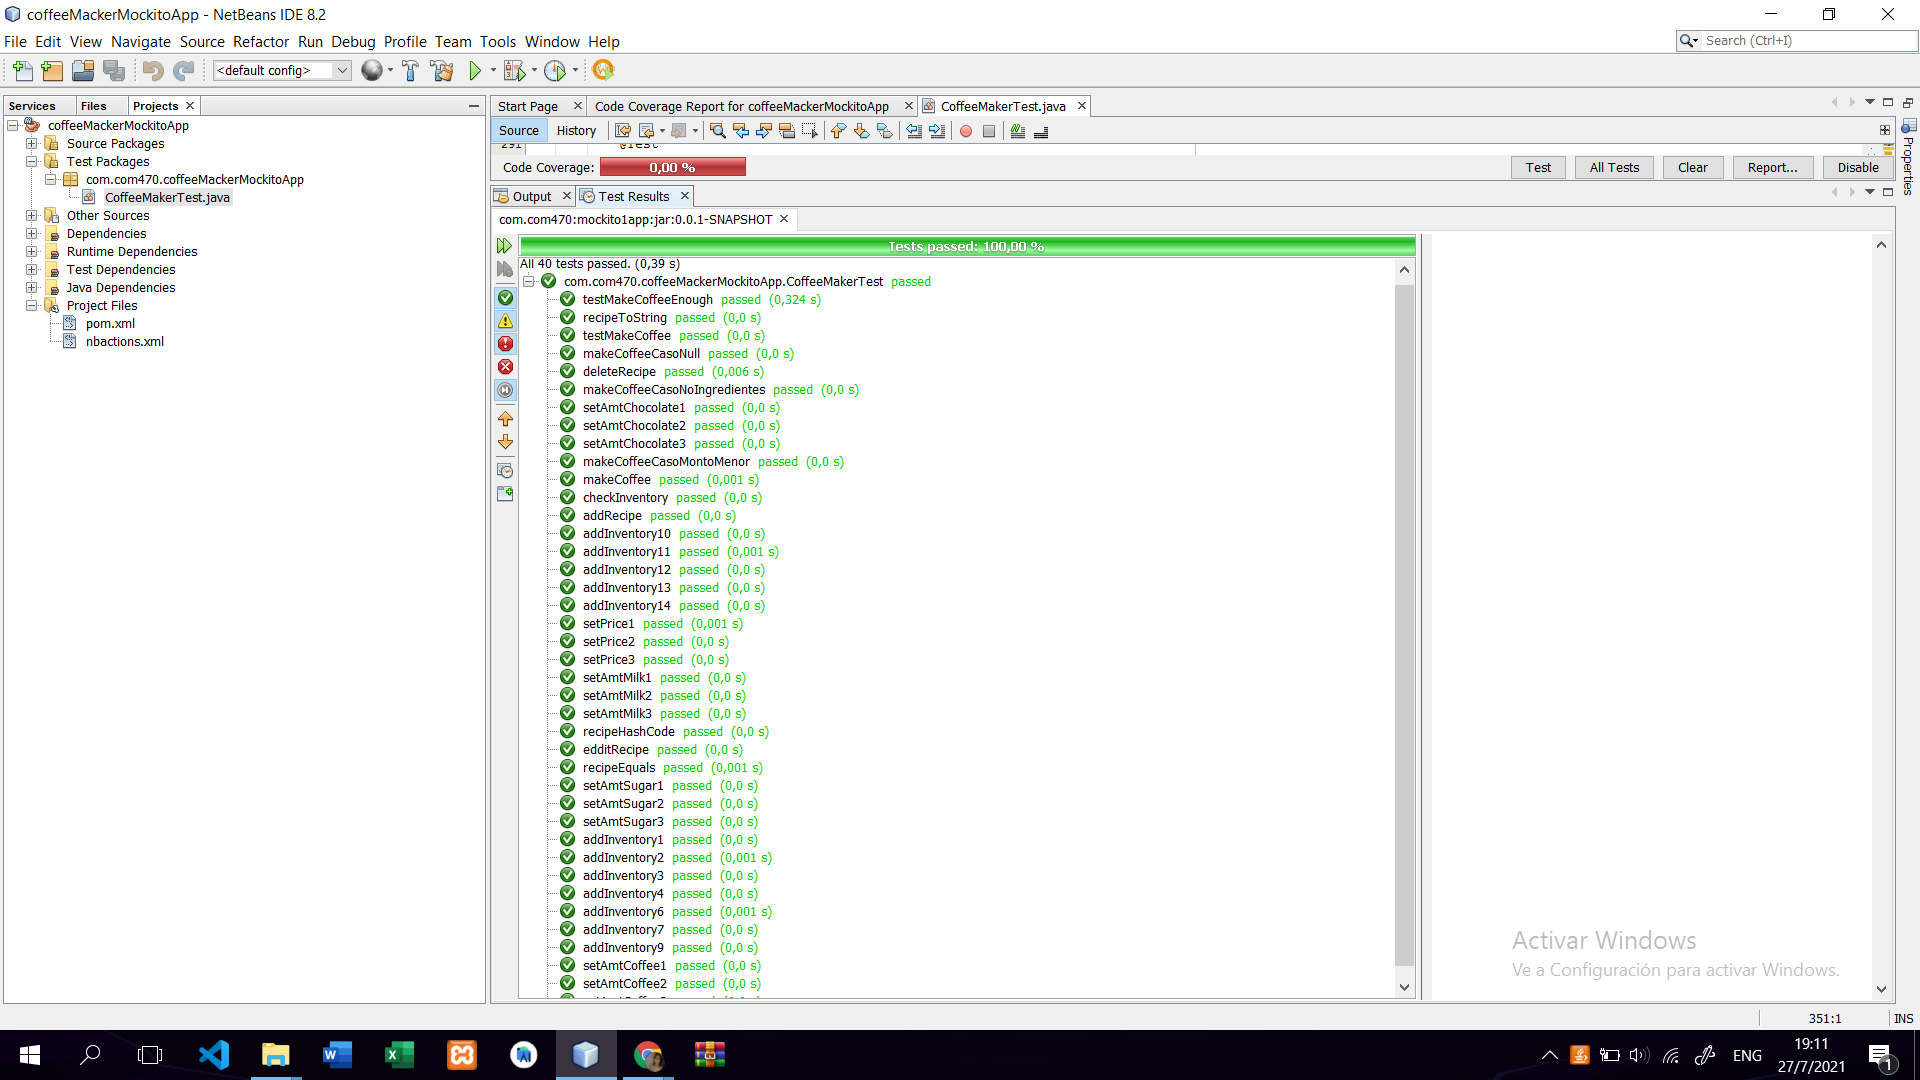 coffeeMackerMockitoApp - NetBeans IDE 8.2
File Edit View Navigate Source Refactor Run Debug Profile Team Tools Window Help
Search (Ctrl+I)
<default config>
Services Files Projects
Start Page Code Coverage Report for coffeeMackerMockitoApp CoffeeMakerTest.java
coffeeMackerMockitoApp
Source Packages
Test Packages
com.com470.coffeeMackerMockitoApp
CoffeeMakerTest.java
Other Sources
Dependencies
Runtime Dependencies
Test Dependencies
Java Dependencies
Project Files
pom.xml
nbactions.xml
Source History
291 @Test
Code Coverage: 0,00 % Test All Tests Clear Report... Disable
Properties
Output Test Results
com.com470:mockito1app:jar:0.0.1-SNAPSHOT
Tests passed: 100,00 %
All 40 tests passed. (0,39 s)
com.com470.coffeeMackerMockitoApp.CoffeeMakerTest passed
testMakeCoffeeEnough passed (0,324 s)
recipeToString passed (0,0 s)
testMakeCoffee passed (0,0 s)
makeCoffeeCasoNull passed (0,0 s)
deleteRecipe passed (0,006 s)
makeCoffeeCasoNoIngredientes passed (0,0 s)
setAmtChocolate1 passed (0,0 s)
setAmtChocolate2 passed (0,0 s)
setAmtChocolate3 passed (0,0 s)
makeCoffeeCasoMontoMenor passed (0,0 s)
makeCoffee passed (0,001 s)
checkInventory passed (0,0 s)
addRecipe passed (0,0 s)
addInventory10 passed (0,0 s)
addInventory11 passed (0,001 s)
addInventory12 passed (0,0 s)
addInventory13 passed (0,0 s)
addInventory14 passed (0,0 s)
setPrice1 passed (0,001 s)
setPrice2 passed (0,0 s)
setPrice3 passed (0,0 s)
setAmtMilk1 passed (0,0 s)
setAmtMilk2 passed (0,0 s)
setAmtMilk3 passed (0,0 s)
recipeHashCode passed (0,0 s)
edditRecipe passed (0,0 s)
recipeEquals passed (0,001 s)
setAmtSugar1 passed (0,0 s)
setAmtSugar2 passed (0,0 s)
setAmtSugar3 passed (0,0 s)
addInventory1 passed (0,0 s)
addInventory2 passed (0,001 s)
addInventory3 passed (0,0 s)
addInventory4 passed (0,0 s)
addInventory6 passed (0,001 s)
addInventory7 passed (0,0 s)
addInventory9 passed (0,0 s)
setAmtCoffee1 passed (0,0 s)
setAmtCoffee2 passed (0,0 s)
Activar Windows
Ve a Configuración para activar Windows.
351:1 INS
ENG
19:11
27/7/2021
1